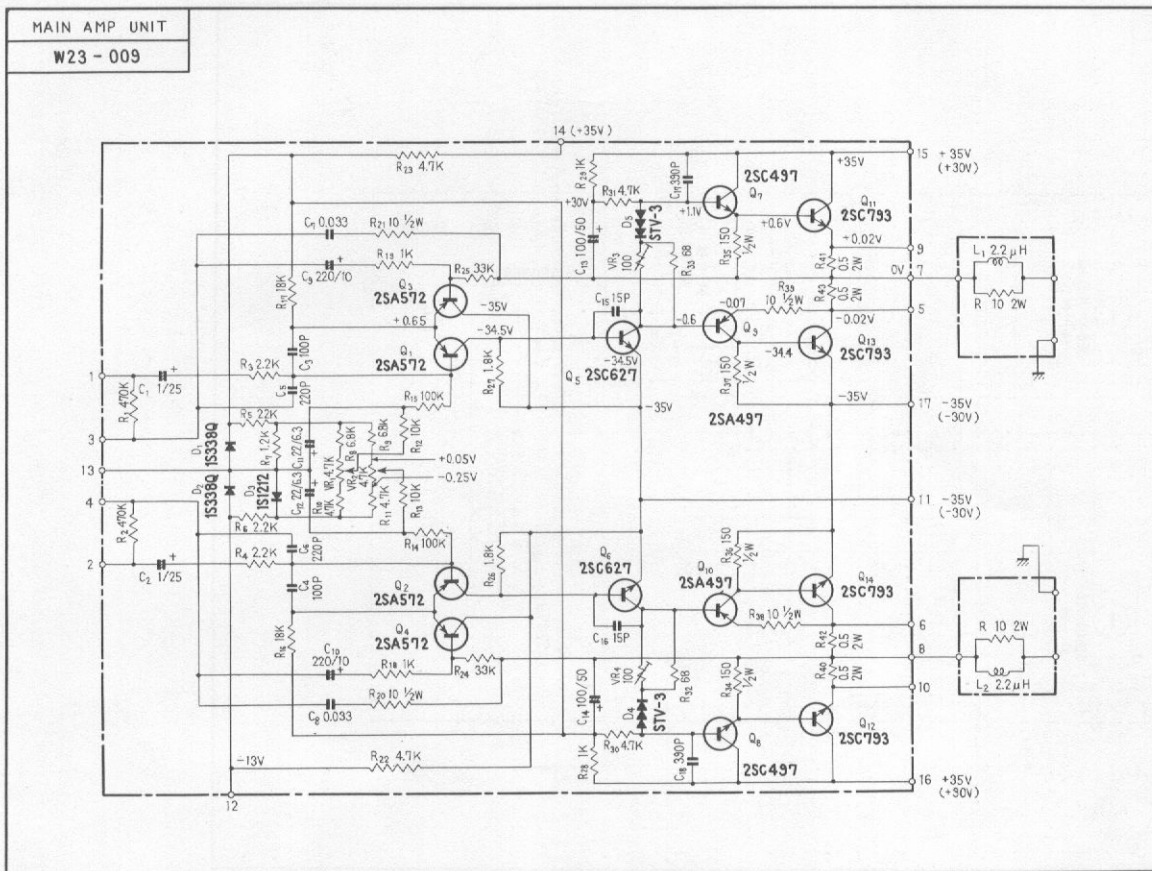 MAIN AMP UNIT
W23-009
14 (+35V)
R23 4.7K
15 +35V
(+30V)
+35V
R29 1K
C17 390P
2SC497
Q7
R31 4.7K
+30V
+1.1V
Q11
2SC793
C7 0.033
R21 10 ½W
D5
STV-3
+0.6V
+0.02V
9
C9 220/10
R19 1K
C13 100/50
VR3
100
R33 68
R35 150
½W
R41
0.5
2W
L1 2.2μH
R 10 2W
R25 33K
0V 7
Q3
2SA572
-35V
R39
10 ½W
R43
0.5
2W
R17 18K
C15 15P
-0.07
5
+0.65
-34.5V
-0.6
Q9
-0.02V
Q13
2SC793
Q1
2SA572
C3 100P
R27 1.8K
-34.5V
Q5
2SC627
-34.4
R37 150
½W
2SA497
-35V
1
C1 1/25
R3 2.2K
C5
220P
R1 470K
R15 100K
-35V
17 -35V
(-30V)
3
R5 22K
D1
1S338Q
R7 1.2K
C11 22/6.3
R8 6.8K
R9 6.8K
R12 10K
+0.05V
13
VR1 4.7K
VR2
4.7K
-0.25V
D2
1S338Q
D3
1S1212
C12 22/6.3
R10
4.7K
R11 4.7K
R13 10K
11 -35V
(-30V)
4
R2 470K
R6 2.2K
C6
220P
R14
100K
2
C2 1/25
R4 2.2K
C4
100P
R26 1.8K
Q6
2SC627
R36 150
½W
Q10
2SA497
Q14
2SC793
Q2
2SA572
C16 15P
R38 10 ½W
6
R 10 2W
L2 2.2μH
Q4
2SA572
R16 18K
R42
0.5
2W
C10
220/10
R18 1K
R24
33K
8
VR4
100
R32 68
R34 150
½W
R40
0.5
2W
R20 10 ½W
C8 0.033
C14 100/50
D4
STV-3
10
R30 4.7K
Q8
2SC497
Q12
2SC793
-13V
R22 4.7K
R28 1K
C18 390P
16 +35V
(+30V)
12